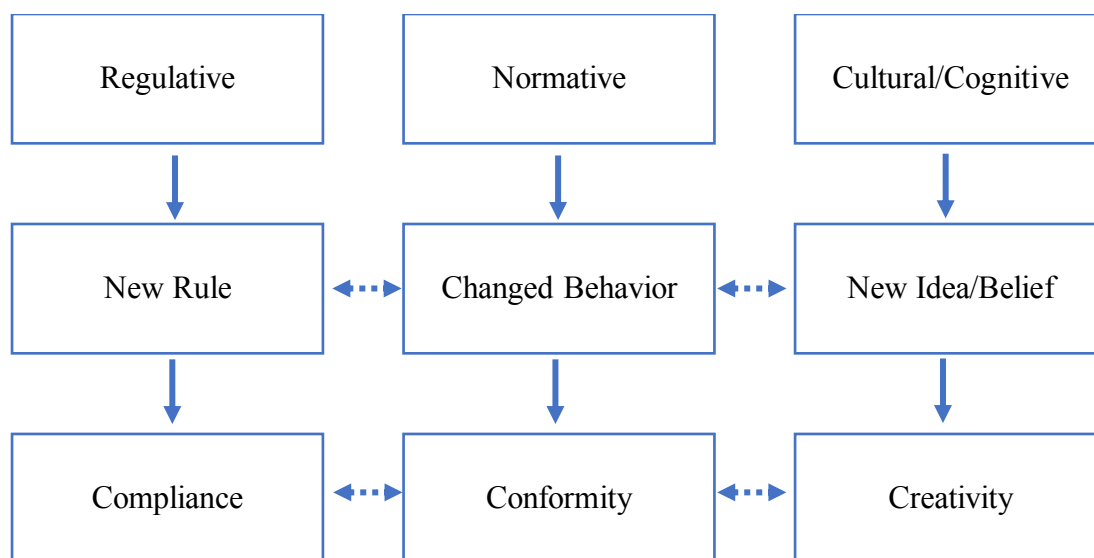 Regulative
Normative
Cultural/Cognitive
New Rule
Changed Behavior
New Idea/Belief
Compliance
Conformity
Creativity